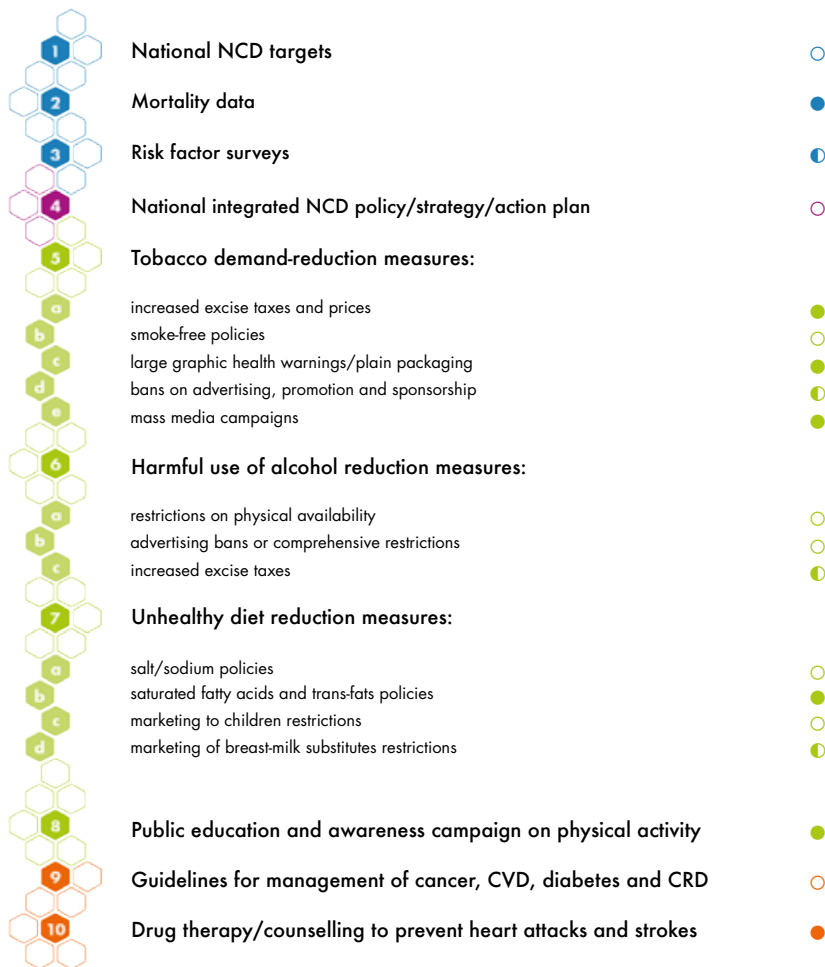 1 National NCD targets
2 Mortality data
3 Risk factor surveys
4 National integrated NCD policy/strategy/action plan
5 Tobacco demand-reduction measures:
a increased excise taxes and prices
b smoke-free policies
c large graphic health warnings/plain packaging
d bans on advertising, promotion and sponsorship
e mass media campaigns
6 Harmful use of alcohol reduction measures:
a restrictions on physical availability
b advertising bans or comprehensive restrictions
c increased excise taxes
7 Unhealthy diet reduction measures:
a salt/sodium policies
b saturated fatty acids and trans-fats policies
c marketing to children restrictions
d marketing of breast-milk substitutes restrictions
8 Public education and awareness campaign on physical activity
9 Guidelines for management of cancer, CVD, diabetes and CRD
10 Drug therapy/counselling to prevent heart attacks and strokes